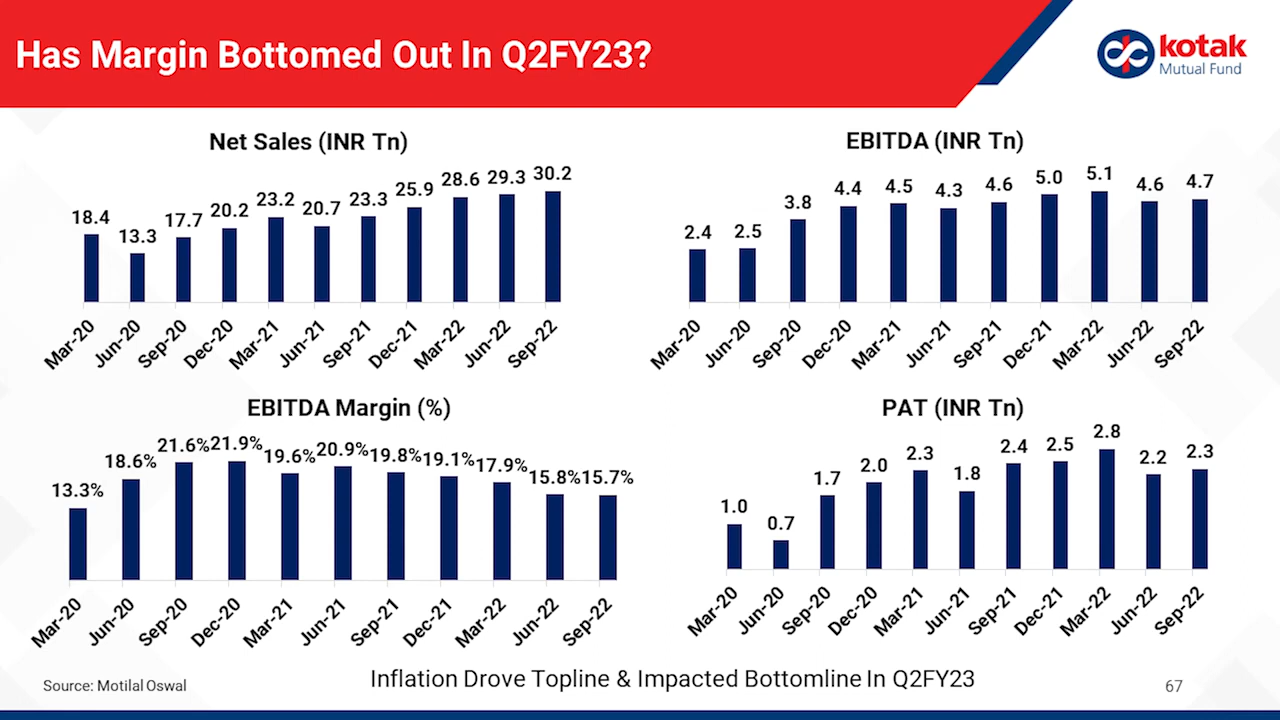 Has Margin Bottomed Out In Q2FY23?
kotak
Mutual Fund
Net Sales (INR Tn)
18.4 13.3 17.7 20.2 23.2 20.7 23.3 25.9 28.6 29.3 30.2
Mar-20 Jun-20 Sep-20 Dec-20 Mar-21 Jun-21 Sep-21 Dec-21 Mar-22 Jun-22 Sep-22
EBITDA (INR Tn)
2.4 2.5 3.8 4.4 4.5 4.3 4.6 5.0 5.1 4.6 4.7
Mar-20 Jun-20 Sep-20 Dec-20 Mar-21 Jun-21 Sep-21 Dec-21 Mar-22 Jun-22 Sep-22
EBITDA Margin (%)
13.3% 18.6% 21.6% 21.9% 19.6% 20.9% 19.8% 19.1% 17.9% 15.8% 15.7%
Mar-20 Jun-20 Sep-20 Dec-20 Mar-21 Jun-21 Sep-21 Dec-21 Mar-22 Jun-22 Sep-22
PAT (INR Tn)
1.0 0.7 1.7 2.0 2.3 1.8 2.4 2.5 2.8 2.2 2.3
Mar-20 Jun-20 Sep-20 Dec-20 Mar-21 Jun-21 Sep-21 Dec-21 Mar-22 Jun-22 Sep-22
Inflation Drove Topline & Impacted Bottomline In Q2FY23
Source: Motilal Oswal
67